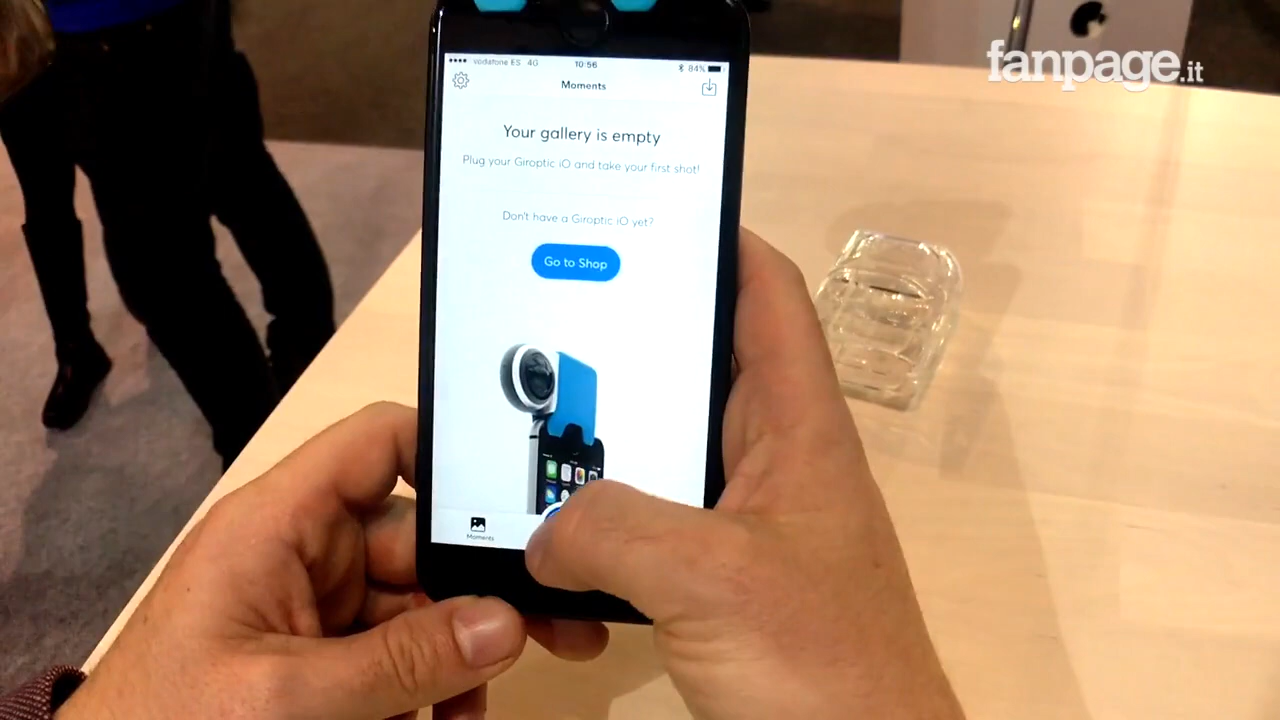 fanpage.it
vodafone ES 4G 10:56 84%
Moments
Your gallery is empty
Plug your Giroptic iO and take your first shot!
Don't have a Giroptic iO yet?
Go to Shop
Moments